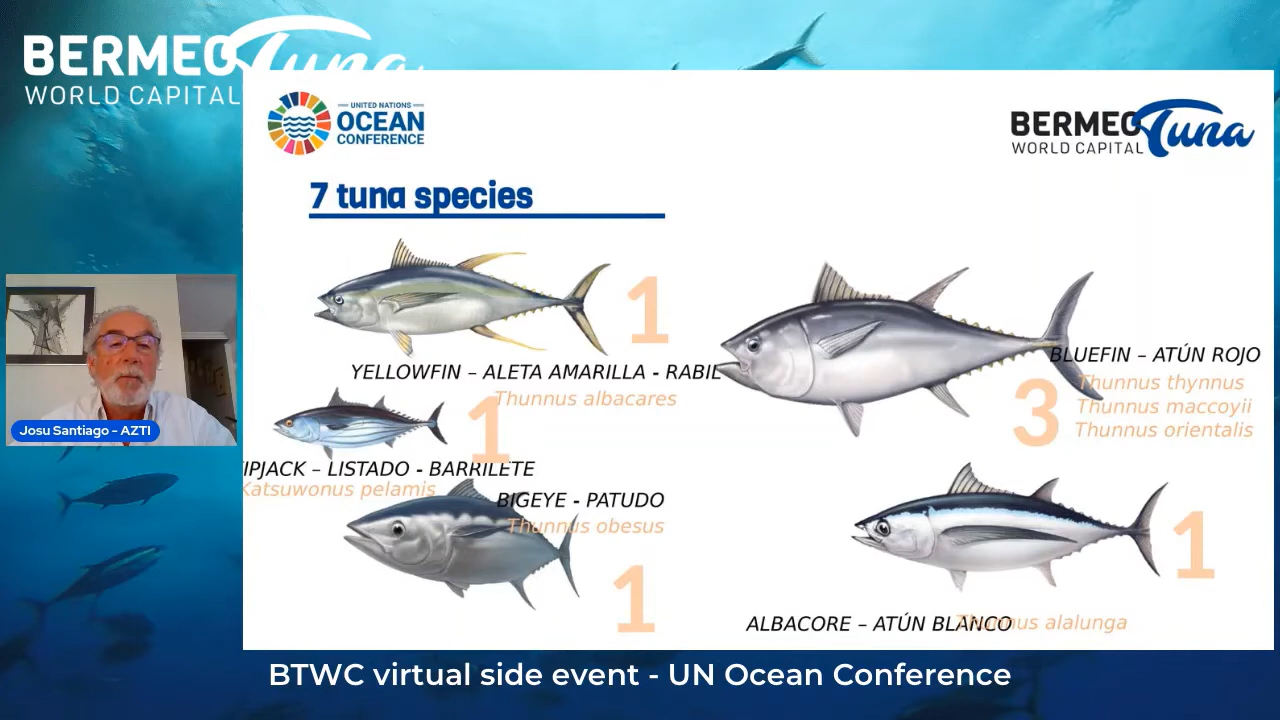 BERMEO Tuna
WORLD CAPITAL
UNITED NATIONS
OCEAN
CONFERENCE
BERMEO Tuna
WORLD CAPITAL
7 tuna species
1
YELLOWFIN – ALETA AMARILLA - RABIL
Thunnus albacares
1
IPJACK – LISTADO - BARRILETE
Katsuwonus pelamis
BIGEYE - PATUDO
Thunnus obesus
1
BLUEFIN – ATÚN ROJO
3
Thunnus thynnus
Thunnus maccoyii
Thunnus orientalis
1
ALBACORE – ATÚN BLANCO
Thunnus alalunga
Josu Santiago - AZTI
BTWC virtual side event - UN Ocean Conference